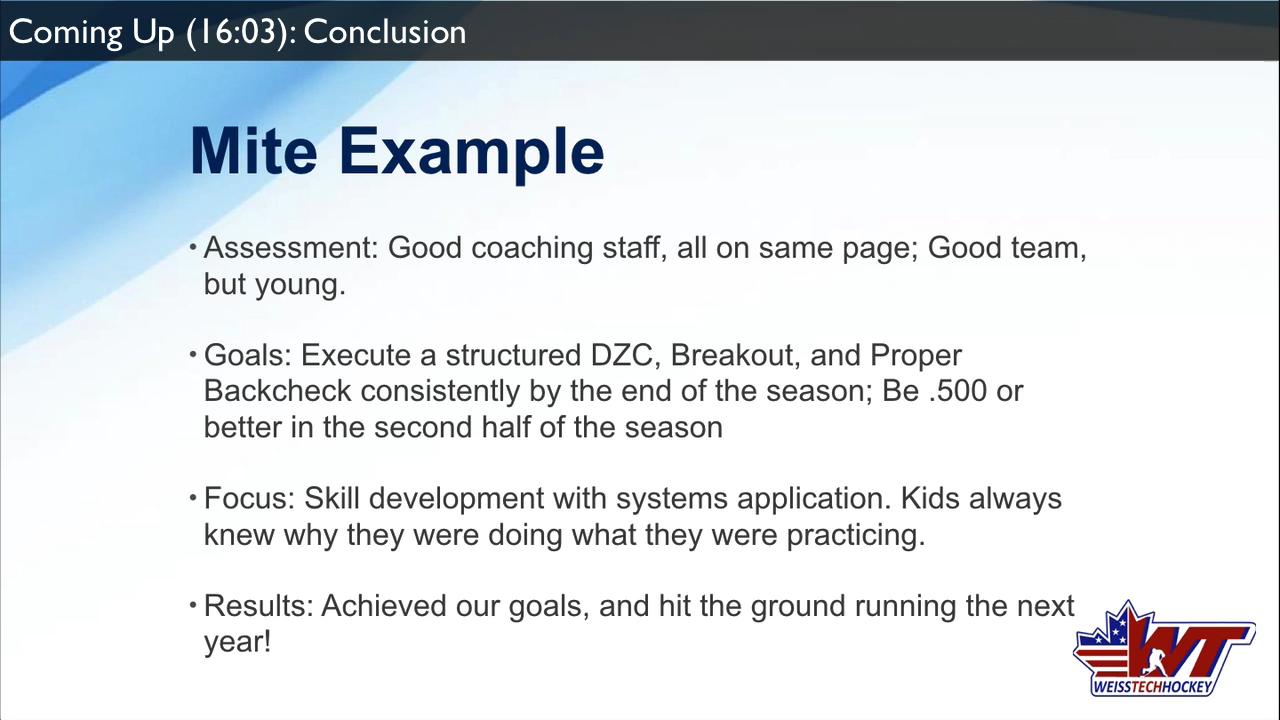 Coming Up (16:03): Conclusion
Mite Example
• Assessment: Good coaching staff, all on same page; Good team,
but young.
• Goals: Execute a structured DZC, Breakout, and Proper
Backcheck consistently by the end of the season; Be .500 or
better in the second half of the season
• Focus: Skill development with systems application. Kids always
knew why they were doing what they were practicing.
• Results: Achieved our goals, and hit the ground running the next
year!
WT
WEISSTECHHOCKEY